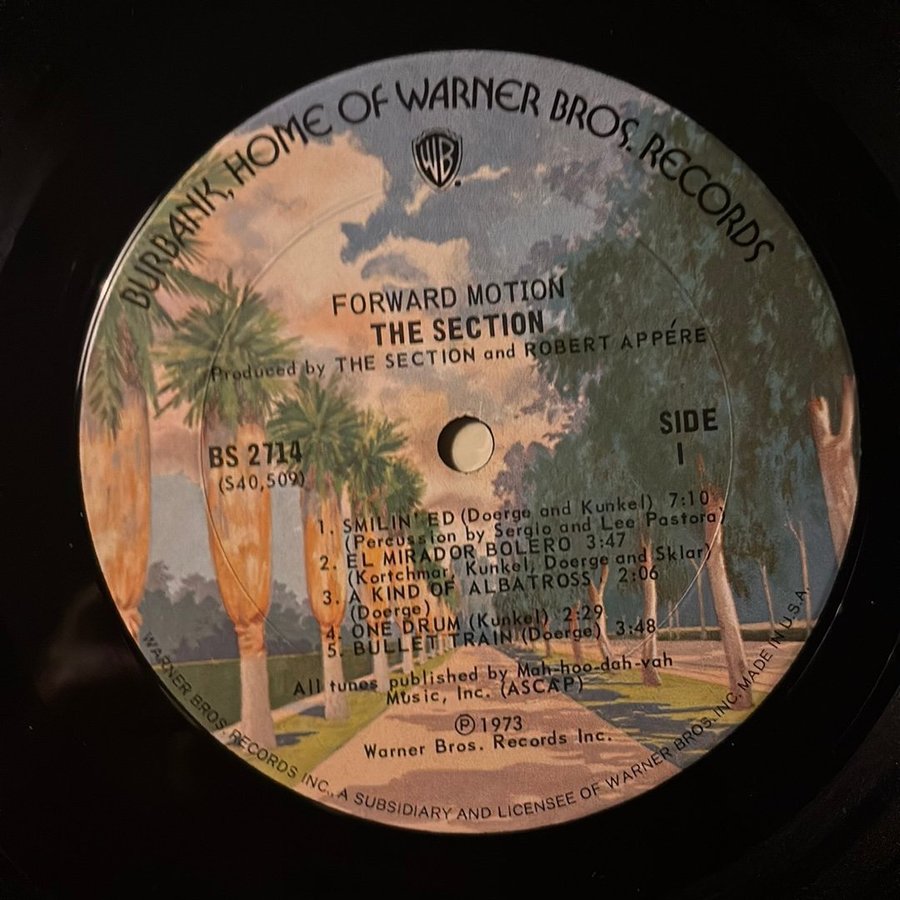 BURBANK, HOME OF WARNER BROS. RECORDS
WB
FORWARD MOTION
THE SECTION
Produced by THE SECTION and ROBERT APPÉRE
BS 2714
(S40,509)
SIDE
1
1. SMILIN' ED (Doerge and Kunkel) 7:10
(Percussion by Sergio and Lee Pastora)
2. EL MIRADOR BOLERO 3:47
(Kortchmar, Kunkel, Doerge and Sklar)
3. A KIND OF ALBATROSS 2:06
(Doerge)
4. ONE DRUM (Kunkel) 2:29
5. BULLET TRAIN (Doerge) 3:48
All tunes published by Mah-hoo-dah-vah
Music, Inc. (ASCAP)
℗ 1973
Warner Bros. Records Inc.
WARNER BROS. RECORDS INC., A SUBSIDIARY AND LICENSEE OF WARNER BROS. INC. MADE IN U.S.A.